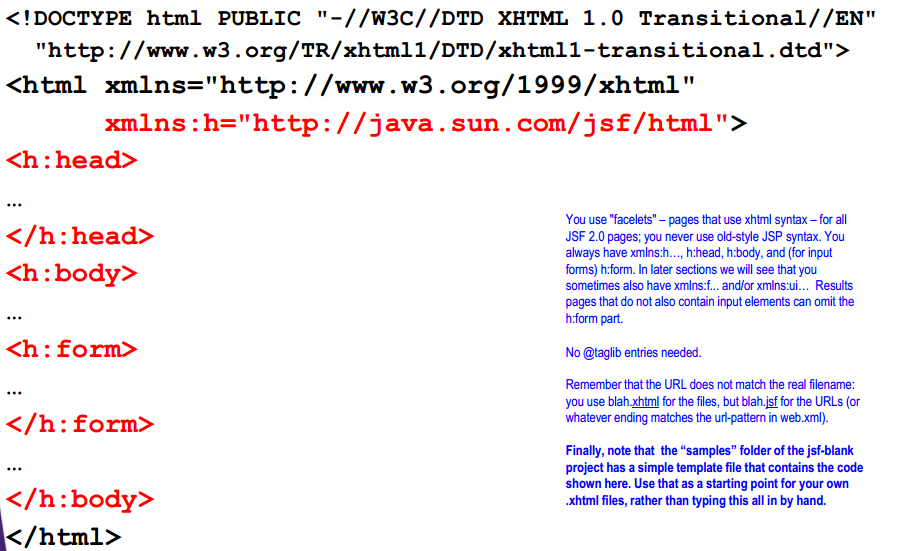 <!DOCTYPE html PUBLIC "-//W3C//DTD XHTML 1.0 Transitional//EN"
"http://www.w3.org/TR/xhtml1/DTD/xhtml1-transitional.dtd">
<html xmlns="http://www.w3.org/1999/xhtml"
xmlns:h="http://java.sun.com/jsf/html">
<h:head>
…
</h:head>
<h:body>
…
<h:form>
…
</h:form>
…
</h:body>
</html>
You use "facelets" – pages that use xhtml syntax – for all
JSF 2.0 pages; you never use old-style JSP syntax. You
always have xmlns:h…, h:head, h:body, and (for input
forms) h:form. In later sections we will see that you
sometimes also have xmlns:f... and/or xmlns:ui… Results
pages that do not also contain input elements can omit the
h:form part.
No @taglib entries needed.
Remember that the URL does not match the real filename:
you use blah.xhtml for the files, but blah.jsf for the URLs (or
whatever ending matches the url-pattern in web.xml).
Finally, note that the “samples” folder of the jsf-blank
project has a simple template file that contains the code
shown here. Use that as a starting point for your own
.xhtml files, rather than typing this all in by hand.